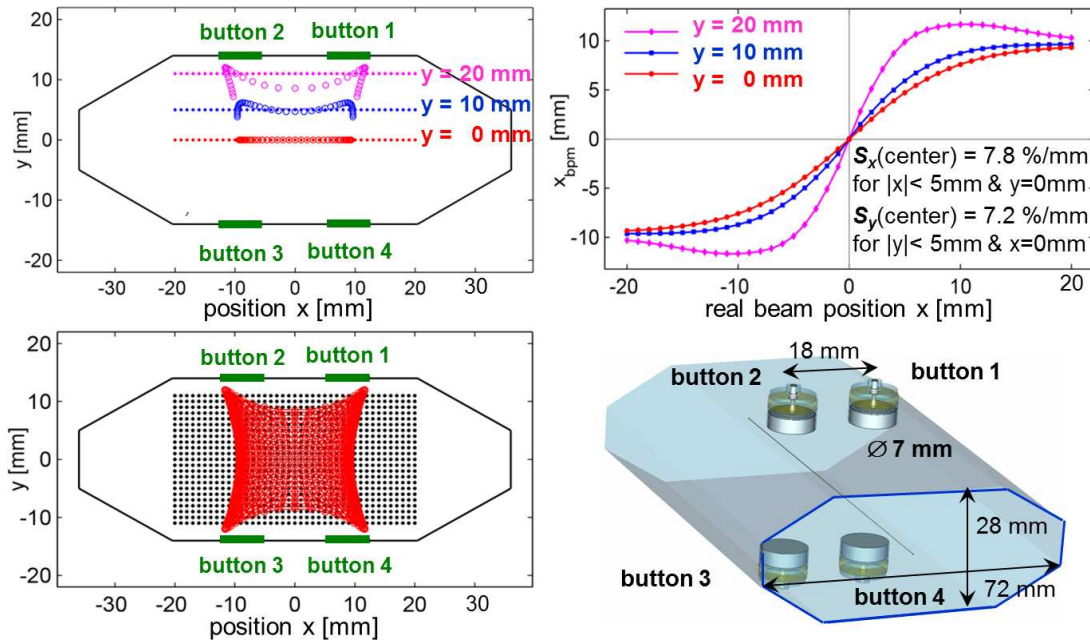 20
10
0
-10
-20
y [mm]
button 2
button 1
y = 20 mm
y = 10 mm
y = 0 mm
button 3
button 4
-30
-20
-10
0
10
20
30
position x [mm]
10
5
0
-5
-10
x_bpm [mm]
y = 20 mm
y = 10 mm
y = 0 mm
S_x(center) = 7.8 %/mm
for |x|< 5mm & y=0mm
S_y(center) = 7.2 %/mm
for |y|< 5mm & x=0mm
-20
-10
0
10
20
real beam position x [mm]
20
10
0
-10
-20
y [mm]
button 2
button 1
button 3
button 4
-30
-20
-10
0
10
20
30
position x [mm]
18 mm
button 2
button 1
∅ 7 mm
28 mm
button 3
button 4
72 mm